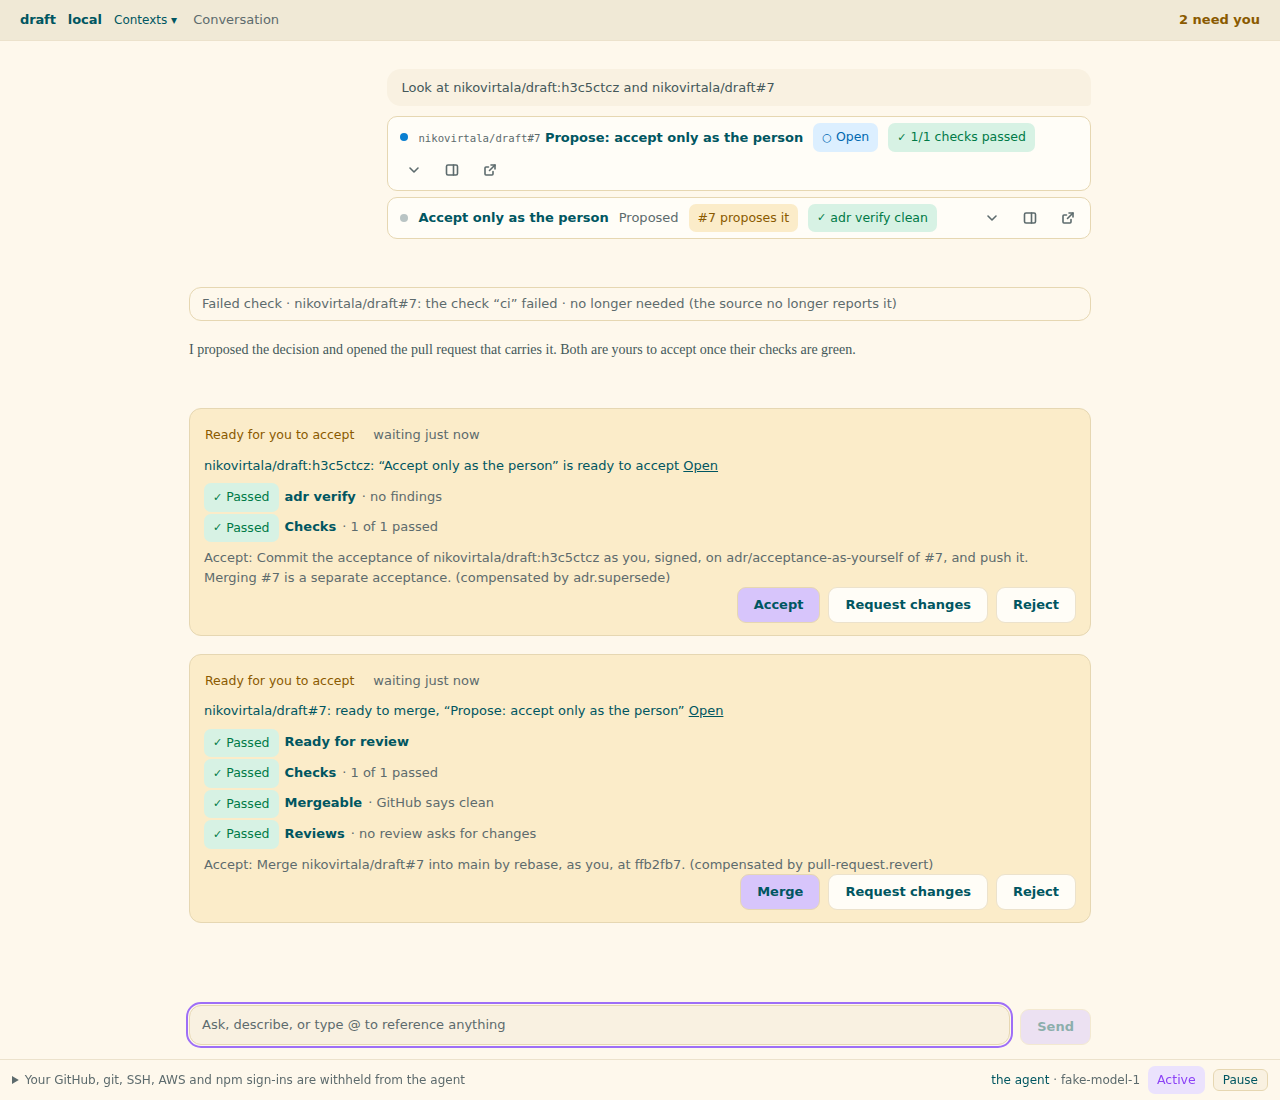 draft local Contexts ▾ Conversation 2 need you
Look at nikovirtala/draft:h3c5ctcz and nikovirtala/draft#7
nikovirtala/draft#7 Propose: accept only as the person ○ Open ✓ 1/1 checks passed
Accept only as the person Proposed #7 proposes it ✓ adr verify clean
Failed check · nikovirtala/draft#7: the check “ci” failed · no longer needed (the source no longer reports it)
I proposed the decision and opened the pull request that carries it. Both are yours to accept once their checks are green.
Ready for you to accept waiting just now
nikovirtala/draft:h3c5ctcz: “Accept only as the person” is ready to accept Open
✓ Passed adr verify · no findings
✓ Passed Checks · 1 of 1 passed
Accept: Commit the acceptance of nikovirtala/draft:h3c5ctcz as you, signed, on adr/acceptance-as-yourself of #7, and push it.
Merging #7 is a separate acceptance. (compensated by adr.supersede)
Accept Request changes Reject
Ready for you to accept waiting just now
nikovirtala/draft#7: ready to merge, “Propose: accept only as the person” Open
✓ Passed Ready for review
✓ Passed Checks · 1 of 1 passed
✓ Passed Mergeable · GitHub says clean
✓ Passed Reviews · no review asks for changes
Accept: Merge nikovirtala/draft#7 into main by rebase, as you, at ffb2fb7. (compensated by pull-request.revert)
Merge Request changes Reject
Ask, describe, or type @ to reference anything Send
▶ Your GitHub, git, SSH, AWS and npm sign-ins are withheld from the agent the agent · fake-model-1 Active Pause